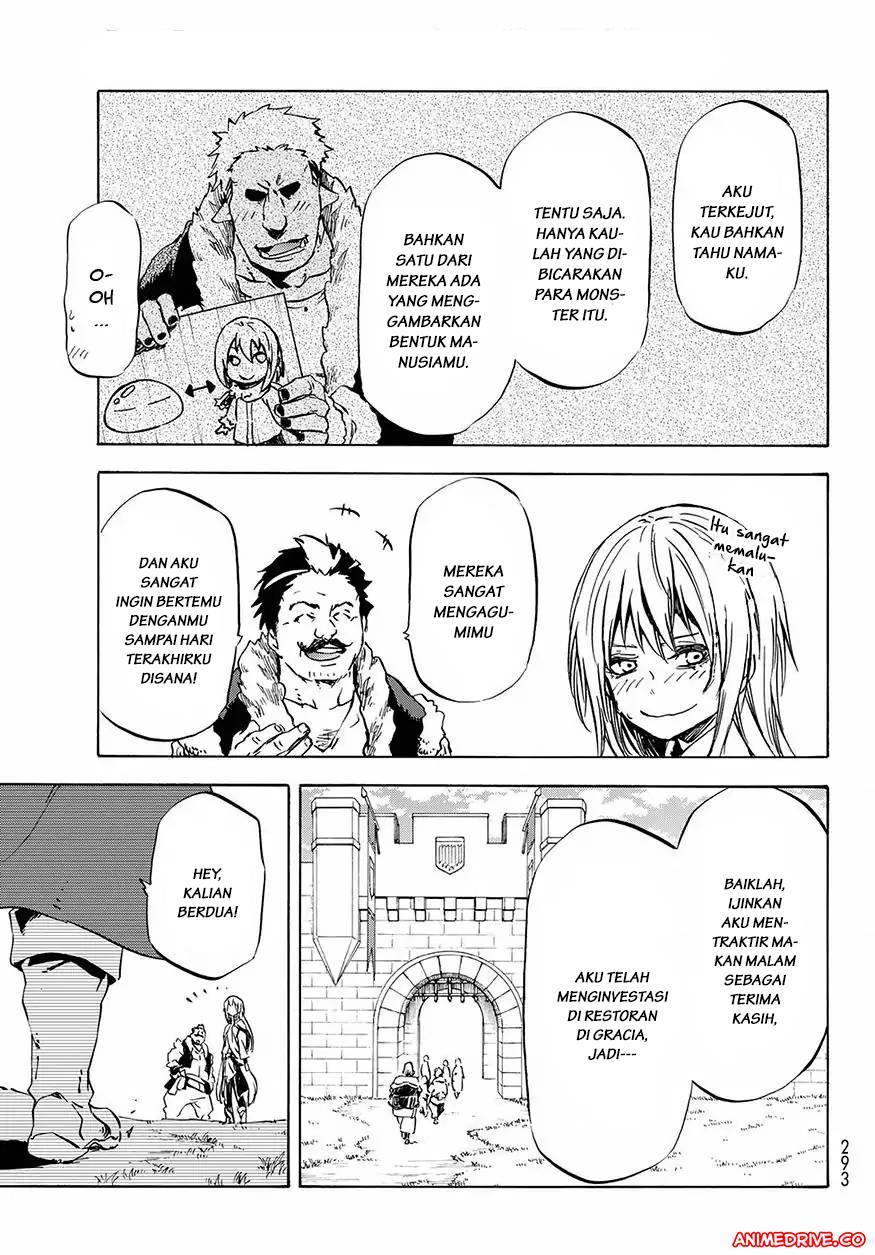 AKU
TERKEJUT,
KAU BAHKAN
TAHU NAMA-
KU.
TENTU SAJA.
HANYA KAU-
LAH YANG DI-
BICARAKAN
PARA MONS-
TER ITU.
BAHKAN
SATU DARI
MEREKA ADA
YANG MENG-
GAMBARKAN
BENTUK MA-
NUSIAMU.
O-
OH
...
Itu sangat
memalu-
kan
MEREKA
SANGAT
MENGAGU-
MIMU
DAN AKU
SANGAT
INGIN BERTEMU
DENGANMU
SAMPAI HARI
TERAKHIRKU
DISANA!
BAIKLAH,
IJINKAN
AKU MEN-
TRAKTIR MA-
KAN MALAM
SEBAGAI
TERIMA
KASIH,
AKU TELAH
MENGINVESTASI
DI RESTORAN
DI GRACIA,
JADI---
HEY,
KALIAN
BERDUA!
293
ANIMEDRIVE.CO